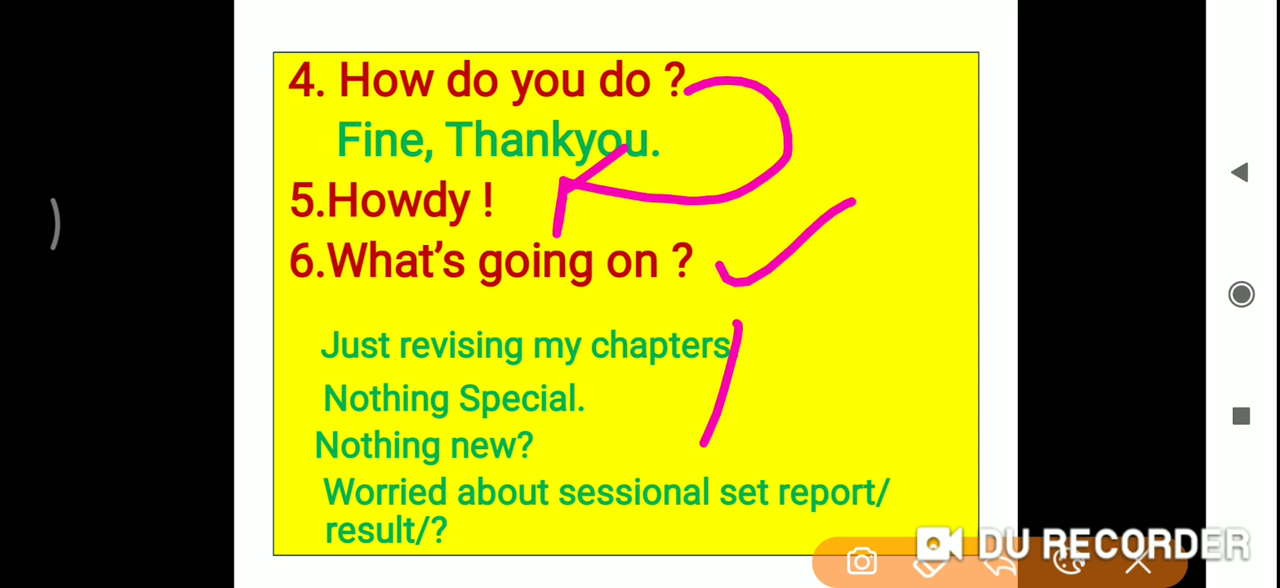 4. How do you do ?
Fine, Thankyou.
5.Howdy !
6.What's going on ?
Just revising my chapters
Nothing Special.
Nothing new?
Worried about sessional set report/
result/?
DU RECORDER